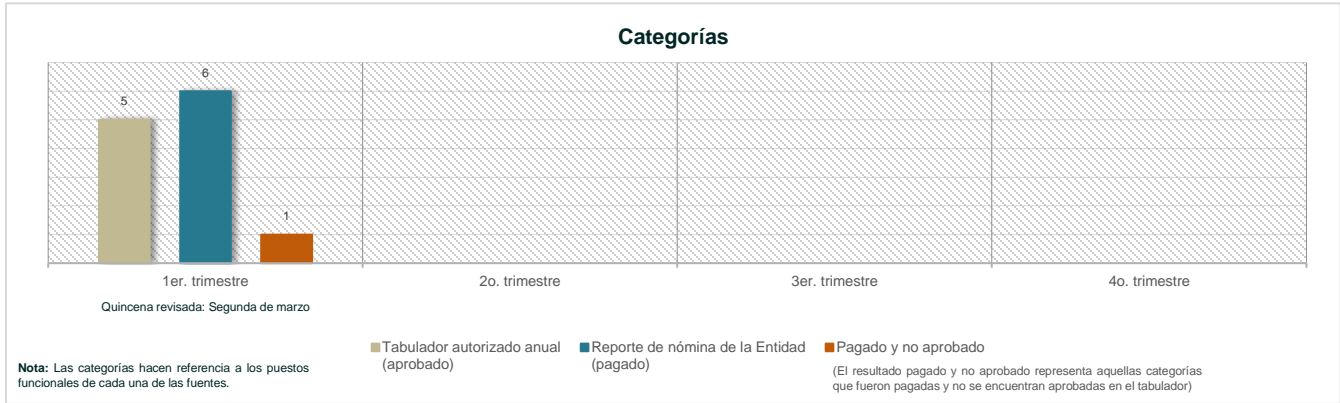 Categorías
5
6
1
1er. trimestre
2o. trimestre
3er. trimestre
4o. trimestre
Quincena revisada: Segunda de marzo
Tabulador autorizado anual
(aprobado)
Reporte de nómina de la Entidad
(pagado)
Pagado y no aprobado
(El resultado pagado y no aprobado representa aquellas categorías
que fueron pagadas y no se encuentran aprobadas en el tabulador)
Nota: Las categorías hacen referencia a los puestos
funcionales de cada una de las fuentes.